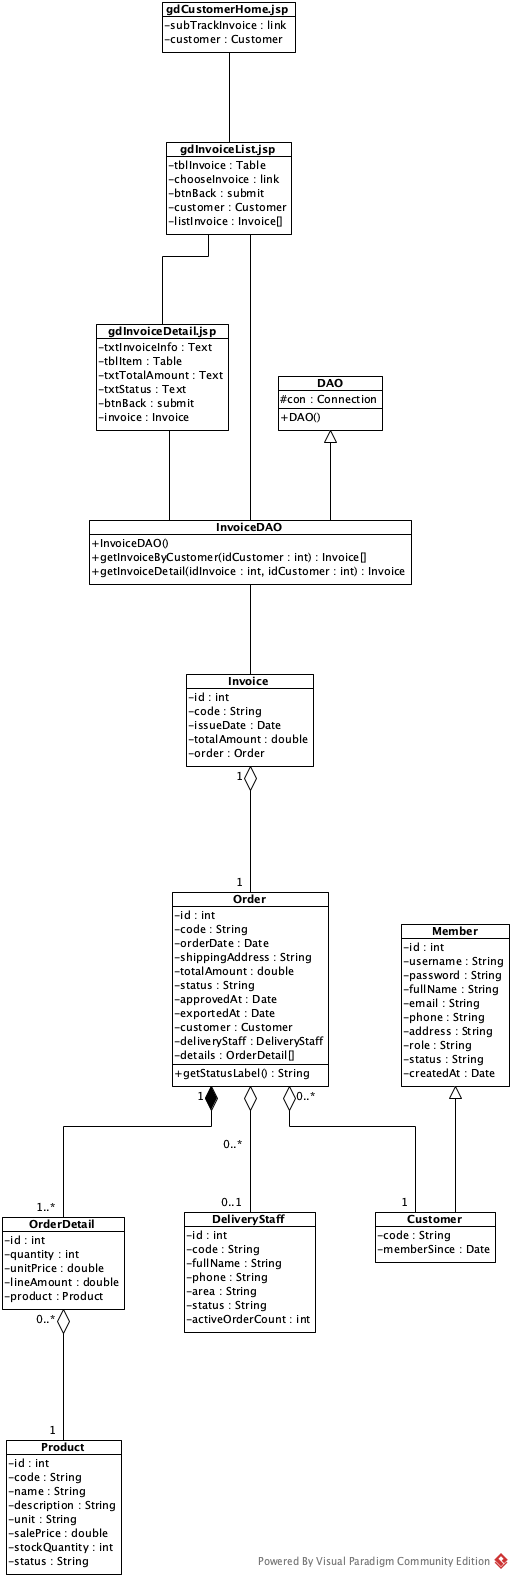 gdCustomerHome.jsp
-subTrackInvoice : link
-customer : Customer
gdInvoiceList.jsp
-tblInvoice : Table
-chooseInvoice : link
-btnBack : submit
-customer : Customer
-listInvoice : Invoice[]
gdInvoiceDetail.jsp
-txtInvoiceInfo : Text
-tblItem : Table
-txtTotalAmount : Text
-txtStatus : Text
-btnBack : submit
-invoice : Invoice
DAO
#con : Connection
+DAO()
InvoiceDAO
+InvoiceDAO()
+getInvoiceByCustomer(idCustomer : int) : Invoice[]
+getInvoiceDetail(idInvoice : int, idCustomer : int) : Invoice
Invoice
-id : int
-code : String
-issueDate : Date
-totalAmount : double
-order : Order
1
1
Order
-id : int
-code : String
-orderDate : Date
-shippingAddress : String
-totalAmount : double
-status : String
-approvedAt : Date
-exportedAt : Date
-customer : Customer
-deliveryStaff : DeliveryStaff
-details : OrderDetail[]
+getStatusLabel() : String
Member
-id : int
-username : String
-password : String
-fullName : String
-email : String
-phone : String
-address : String
-role : String
-status : String
-createdAt : Date
1
0..*
0..*
1..*
0..1
1
OrderDetail
-id : int
-quantity : int
-unitPrice : double
-lineAmount : double
-product : Product
DeliveryStaff
-id : int
-code : String
-fullName : String
-phone : String
-area : String
-status : String
-activeOrderCount : int
Customer
-code : String
-memberSince : Date
0..*
1
Product
-id : int
-code : String
-name : String
-description : String
-unit : String
-salePrice : double
-stockQuantity : int
-status : String
Powered By Visual Paradigm Community Edition